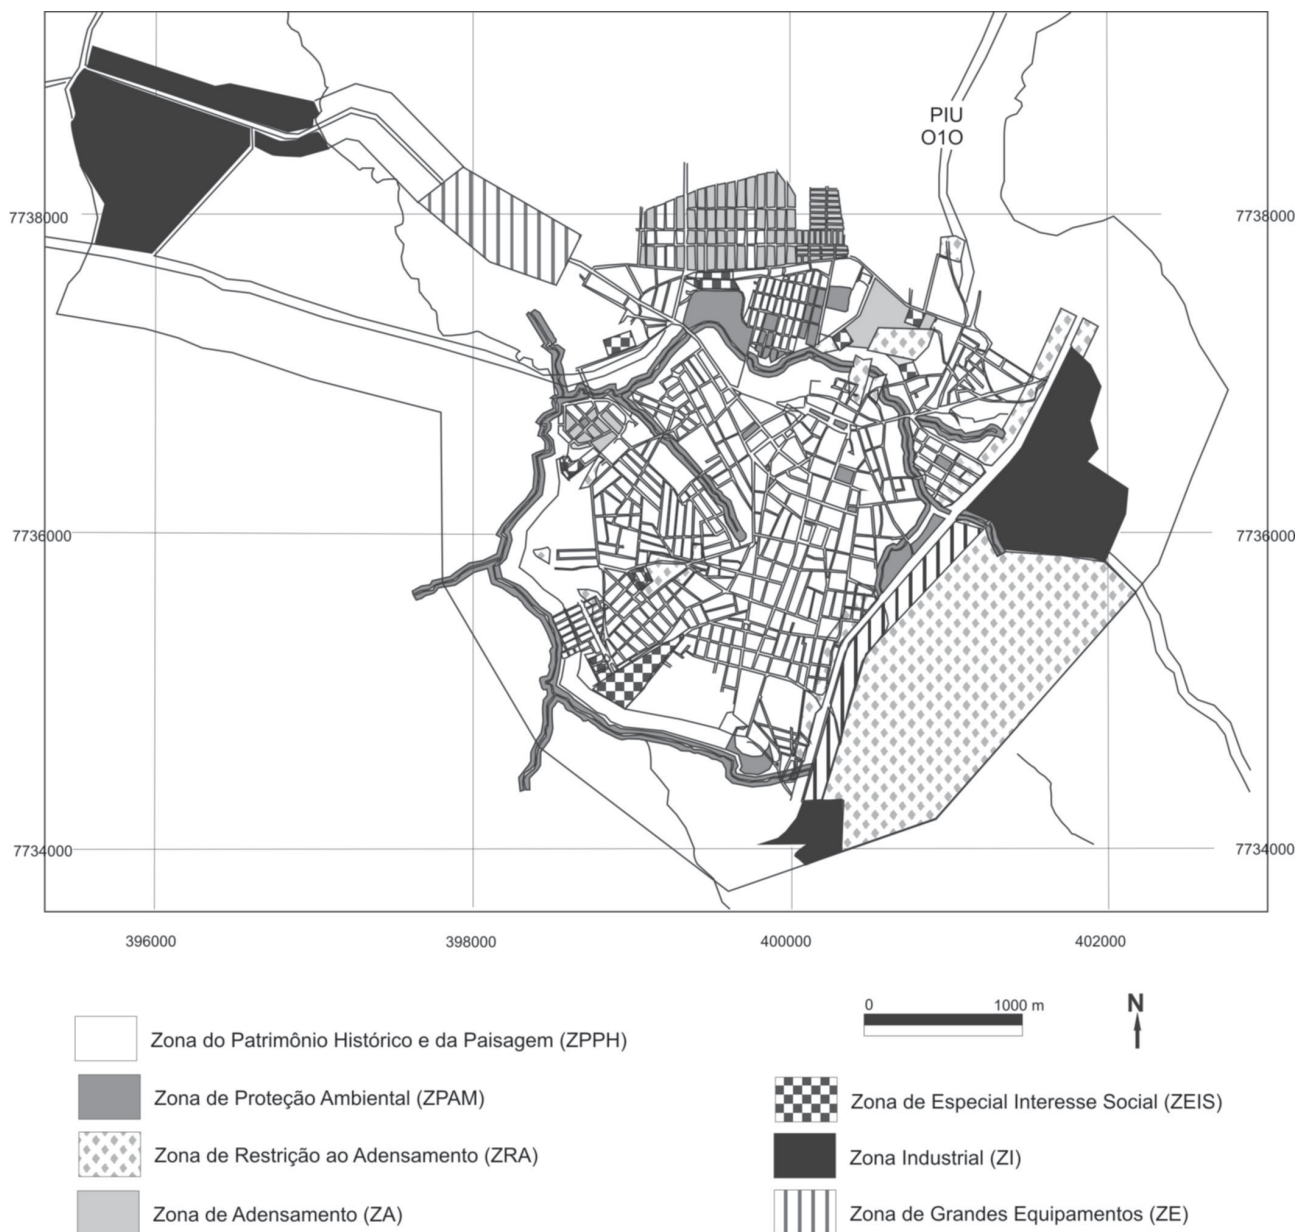 PIU
O1O
7738000
7738000
7736000
7736000
7734000
7734000
396000
398000
400000
402000
0
1000 m
N
Zona do Patrimônio Histórico e da Paisagem (ZPPH)
Zona de Proteção Ambiental (ZPAM)
Zona de Restrição ao Adensamento (ZRA)
Zona de Adensamento (ZA)
Zona de Especial Interesse Social (ZEIS)
Zona Industrial (ZI)
Zona de Grandes Equipamentos (ZE)